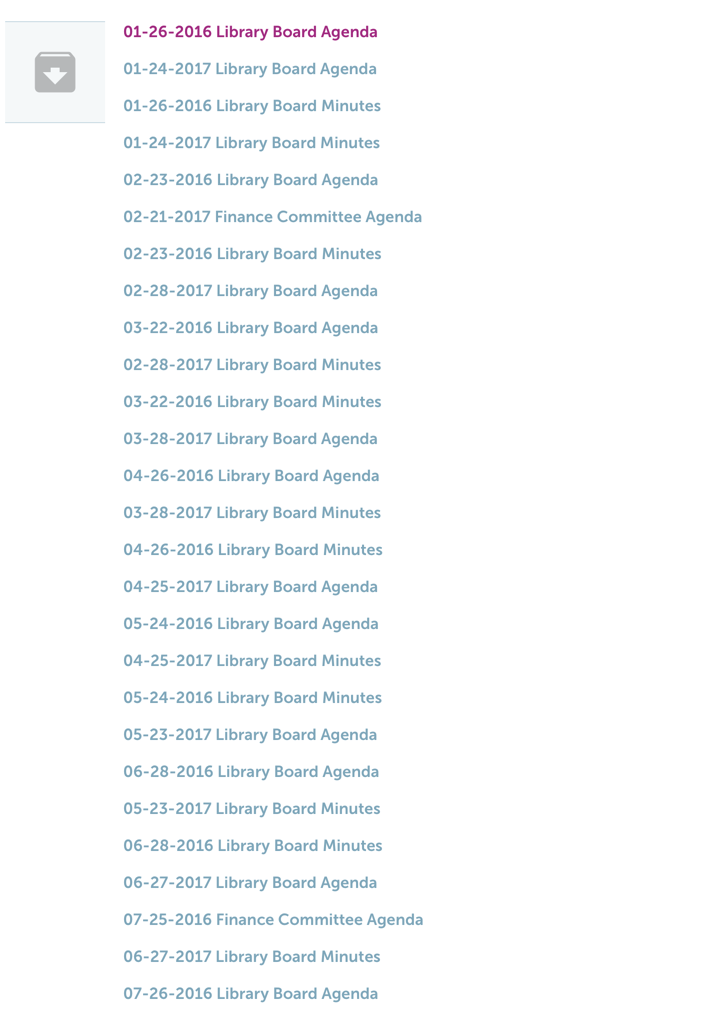 01-26-2016 Library Board Agenda
01-24-2017 Library Board Agenda
01-26-2016 Library Board Minutes
01-24-2017 Library Board Minutes
02-23-2016 Library Board Agenda
02-21-2017 Finance Committee Agenda
02-23-2016 Library Board Minutes
02-28-2017 Library Board Agenda
03-22-2016 Library Board Agenda
02-28-2017 Library Board Minutes
03-22-2016 Library Board Minutes
03-28-2017 Library Board Agenda
04-26-2016 Library Board Agenda
03-28-2017 Library Board Minutes
04-26-2016 Library Board Minutes
04-25-2017 Library Board Agenda
05-24-2016 Library Board Agenda
04-25-2017 Library Board Minutes
05-24-2016 Library Board Minutes
05-23-2017 Library Board Agenda
06-28-2016 Library Board Agenda
05-23-2017 Library Board Minutes
06-28-2016 Library Board Minutes
06-27-2017 Library Board Agenda
07-25-2016 Finance Committee Agenda
06-27-2017 Library Board Minutes
07-26-2016 Library Board Agenda